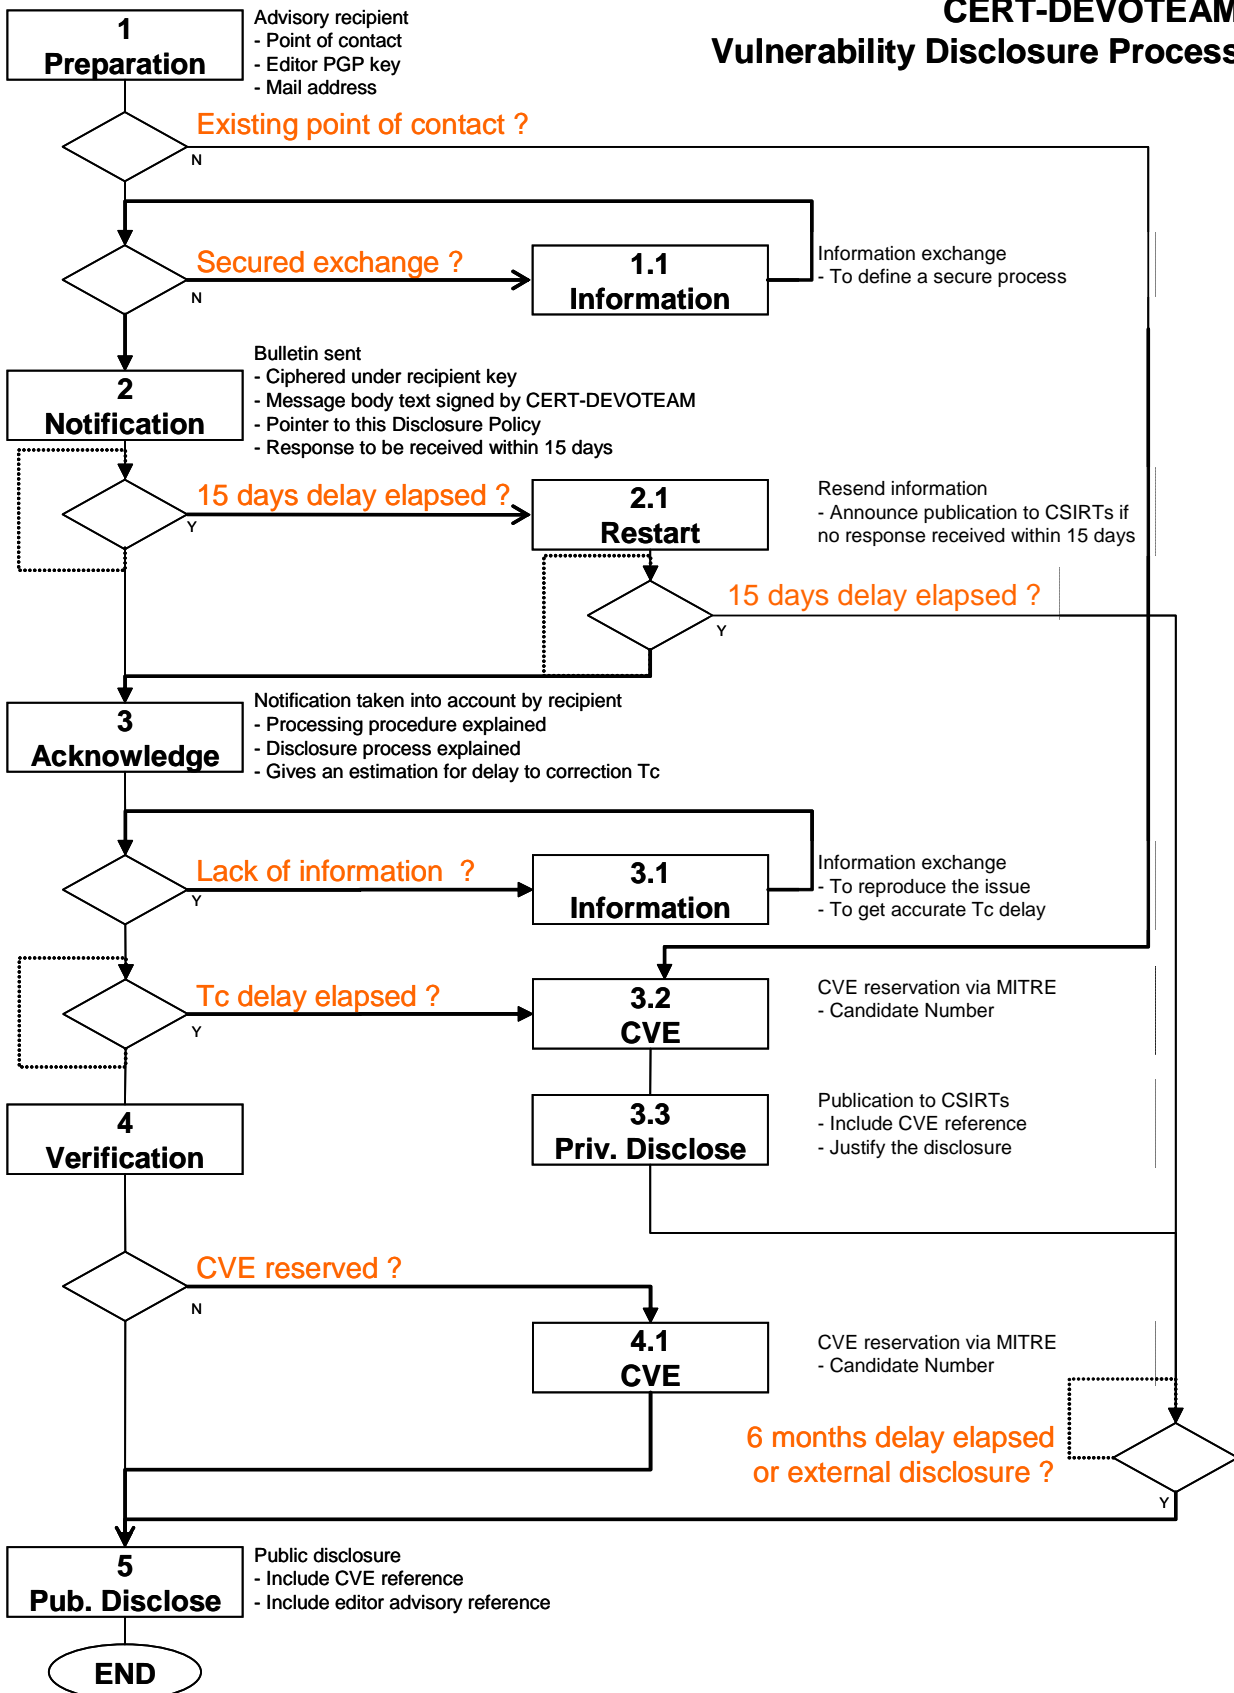 CERT-DEVOTEAM
Vulnerability Disclosure Process
1
Preparation
Advisory recipient
- Point of contact
- Editor PGP key
- Mail address
Existing point of contact ?
N
Secured exchange ?
N
1.1
Information
Information exchange
- To define a secure process
2
Notification
Bulletin sent
- Ciphered under recipient key
- Message body text signed by CERT-DEVOTEAM
- Pointer to this Disclosure Policy
- Response to be received within 15 days
15 days delay elapsed ?
Y
2.1
Restart
Resend information
- Announce publication to CSIRTs if
no response received within 15 days
15 days delay elapsed ?
Y
3
Acknowledge
Notification taken into account by recipient
- Processing procedure explained
- Disclosure process explained
- Gives an estimation for delay to correction Tc
Lack of information ?
Y
3.1
Information
Information exchange
- To reproduce the issue
- To get accurate Tc delay
Tc delay elapsed ?
Y
3.2
CVE
CVE reservation via MITRE
- Candidate Number
4
Verification
3.3
Priv. Disclose
Publication to CSIRTs
- Include CVE reference
- Justify the disclosure
CVE reserved ?
N
4.1
CVE
CVE reservation via MITRE
- Candidate Number
6 months delay elapsed
or external disclosure ?
Y
5
Pub. Disclose
Public disclosure
- Include CVE reference
- Include editor advisory reference
END